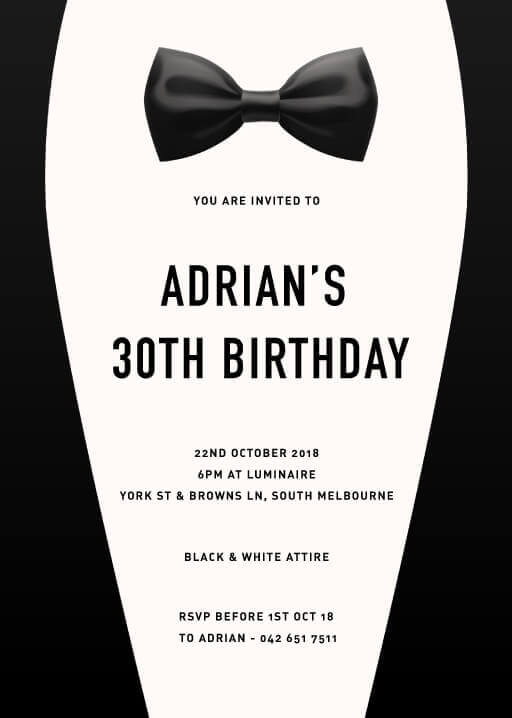 YOU ARE INVITED TO
ADRIAN'S
30TH BIRTHDAY
22ND OCTOBER 2018
6PM AT LUMINAIRE
YORK ST & BROWNS LN, SOUTH MELBOURNE
BLACK & WHITE ATTIRE
RSVP BEFORE 1ST OCT 18
TO ADRIAN - 042 651 7511